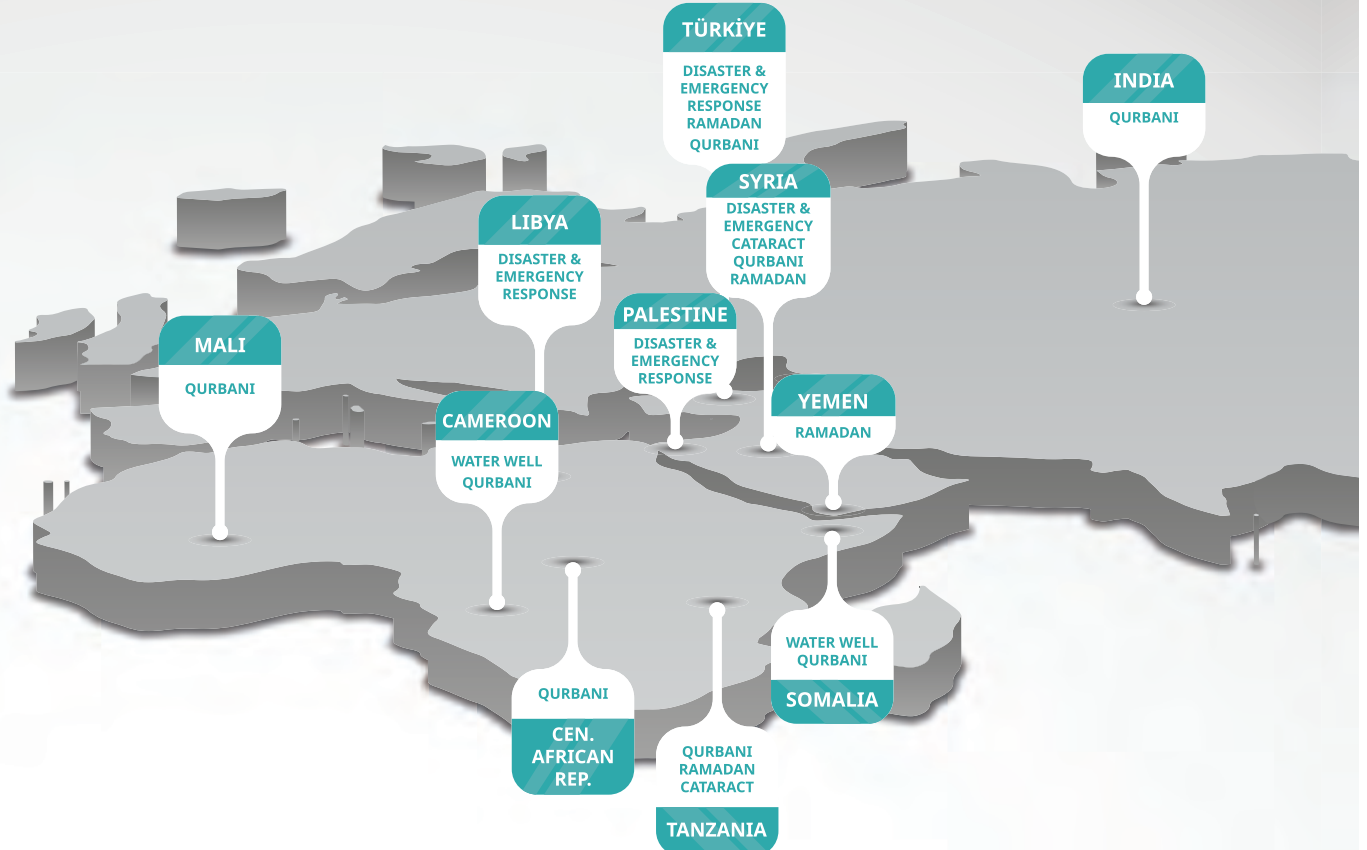 TÜRKİYE
DISASTER &
EMERGENCY
RESPONSE
RAMADAN
QURBANI
INDIA
QURBANI
SYRIA
DISASTER &
EMERGENCY
CATARACT
QURBANI
RAMADAN
LIBYA
DISASTER &
EMERGENCY
RESPONSE
PALESTINE
DISASTER &
EMERGENCY
RESPONSE
MALI
QURBANI
YEMEN
RAMADAN
CAMEROON
WATER WELL
QURBANI
WATER WELL
QURBANI
SOMALIA
QURBANI
CEN.
AFRICAN
REP.
QURBANI
RAMADAN
CATARACT
TANZANIA